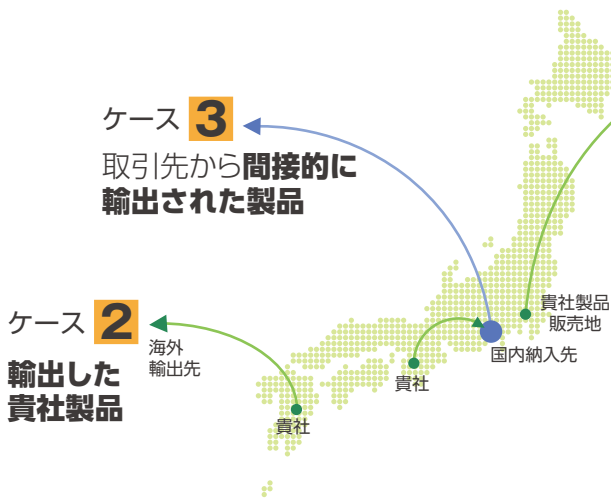 ケース 3
取引先から間接的に
輸出された製品
ケース 2
海外
輸出先
輸出した
貴社製品
貴社
貴社
国内納入先
貴社製品
販売地